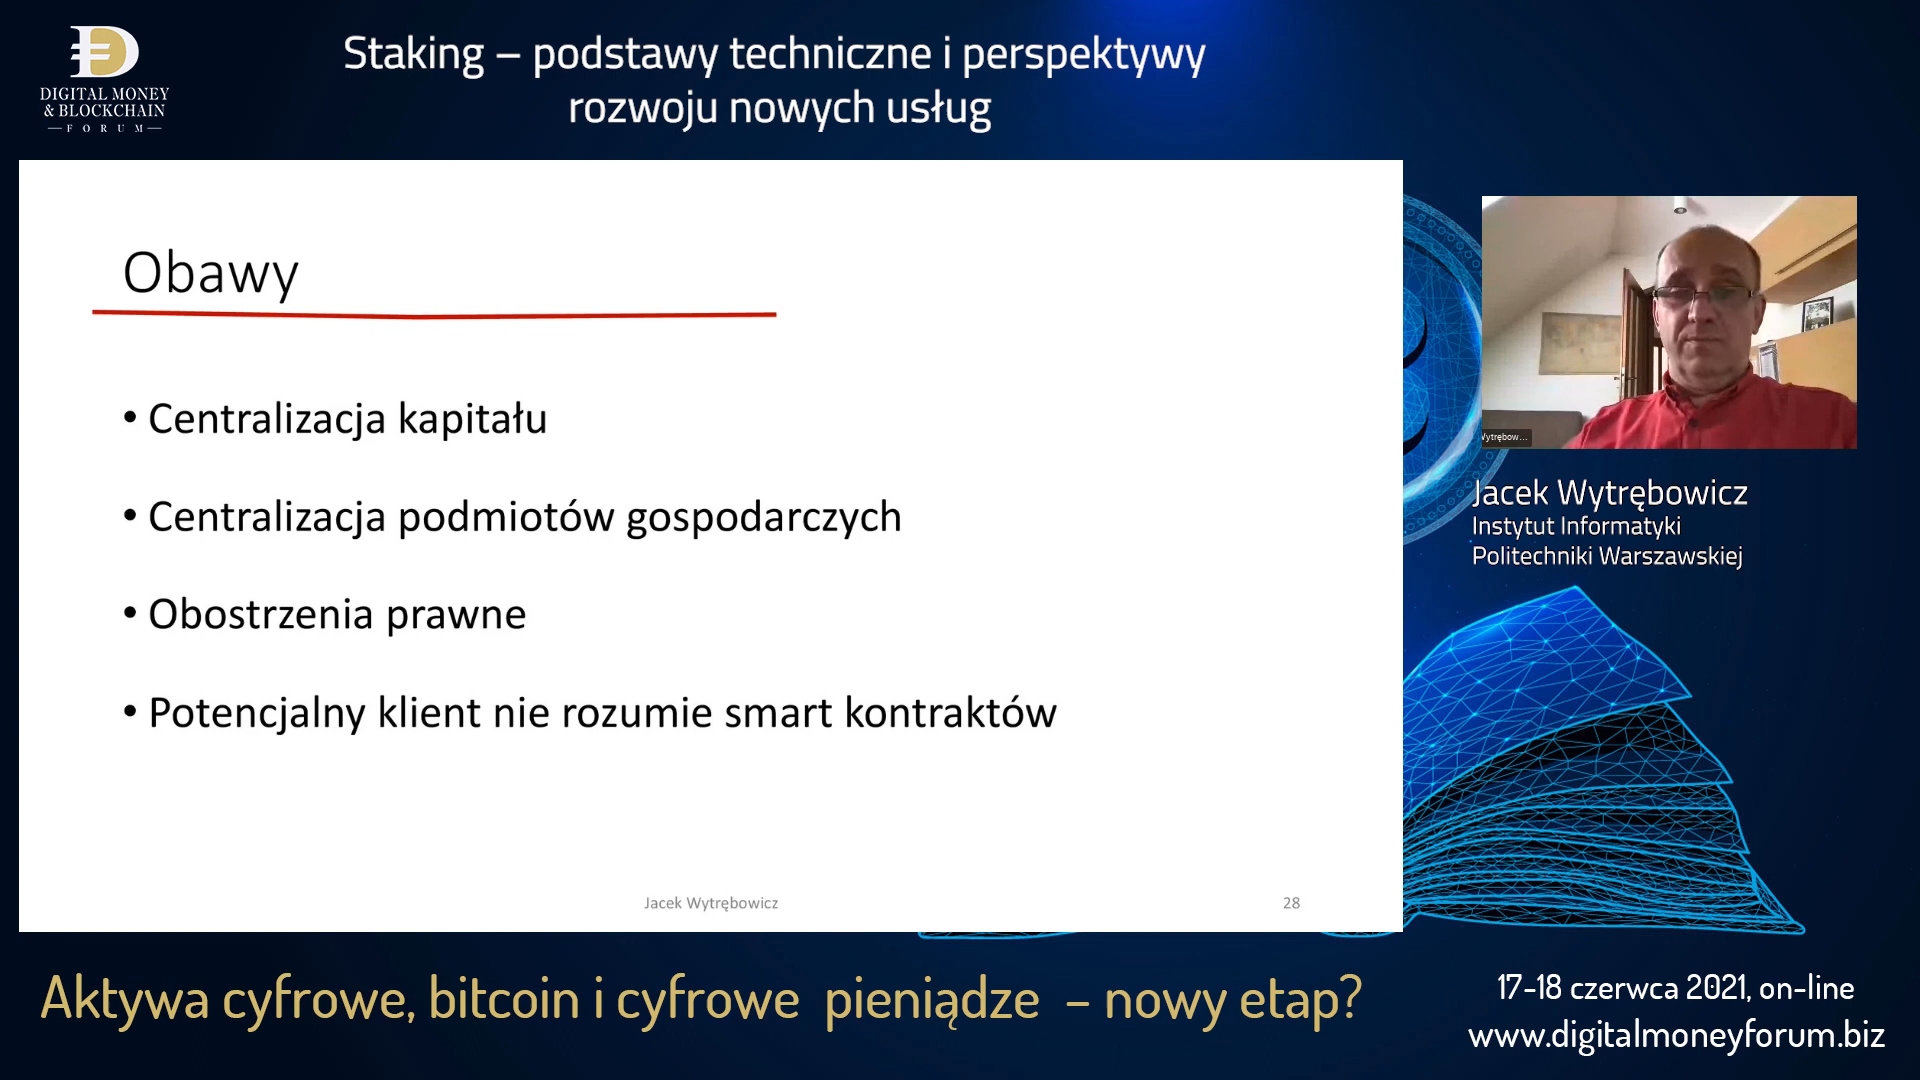 DIGITAL MONEY
& BLOCKCHAIN
FORUM
Staking – podstawy techniczne i perspektywy
rozwoju nowych usług
Obawy
• Centralizacja kapitału
• Centralizacja podmiotów gospodarczych
• Obostrzenia prawne
• Potencjalny klient nie rozumie smart kontraktów
Jacek Wytrębowicz
28
Wytrębow...
Jacek Wytrębowicz
Instytut Informatyki
Politechniki Warszawskiej
Aktywa cyfrowe, bitcoin i cyfrowe pieniądze – nowy etap?
17-18 czerwca 2021, on-line
www.digitalmoneyforum.biz